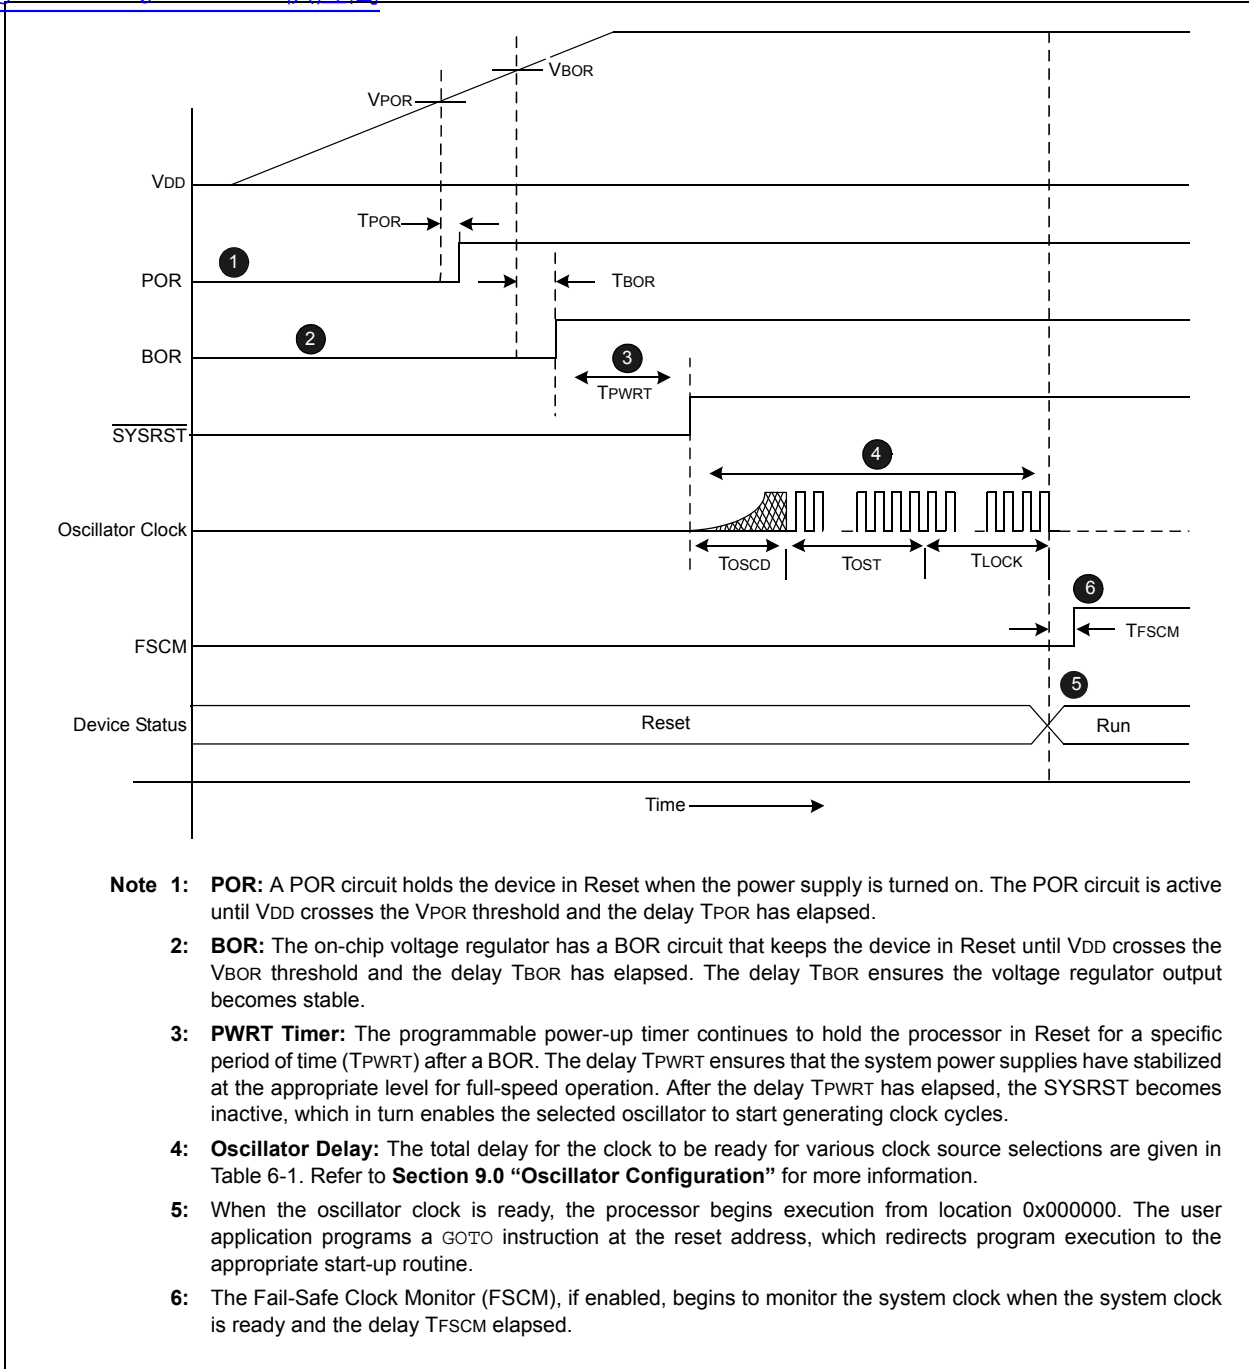 VBOR
VPOR
VDD
TPOR
1
POR
TBOR
2
BOR
3
TPWRT
SYSRST
4
Oscillator Clock
TOSCD
TOST
TLOCK
6
FSCM
TFSCM
5
Device Status
Reset
Run
Time
Note 1: POR: A POR circuit holds the device in Reset when the power supply is turned on. The POR circuit is active
until VDD crosses the VPOR threshold and the delay TPOR has elapsed.
2: BOR: The on-chip voltage regulator has a BOR circuit that keeps the device in Reset until VDD crosses the
VBOR threshold and the delay TBOR has elapsed. The delay TBOR ensures the voltage regulator output
becomes stable.
3: PWRT Timer: The programmable power-up timer continues to hold the processor in Reset for a specific
period of time (TPWRT) after a BOR. The delay TPWRT ensures that the system power supplies have stabilized
at the appropriate level for full-speed operation. After the delay TPWRT has elapsed, the SYSRST becomes
inactive, which in turn enables the selected oscillator to start generating clock cycles.
4: Oscillator Delay: The total delay for the clock to be ready for various clock source selections are given in
Table 6-1. Refer to Section 9.0 “Oscillator Configuration” for more information.
5: When the oscillator clock is ready, the processor begins execution from location 0x000000. The user
application programs a GOTO instruction at the reset address, which redirects program execution to the
appropriate start-up routine.
6: The Fail-Safe Clock Monitor (FSCM), if enabled, begins to monitor the system clock when the system clock
is ready and the delay TFSCM elapsed.